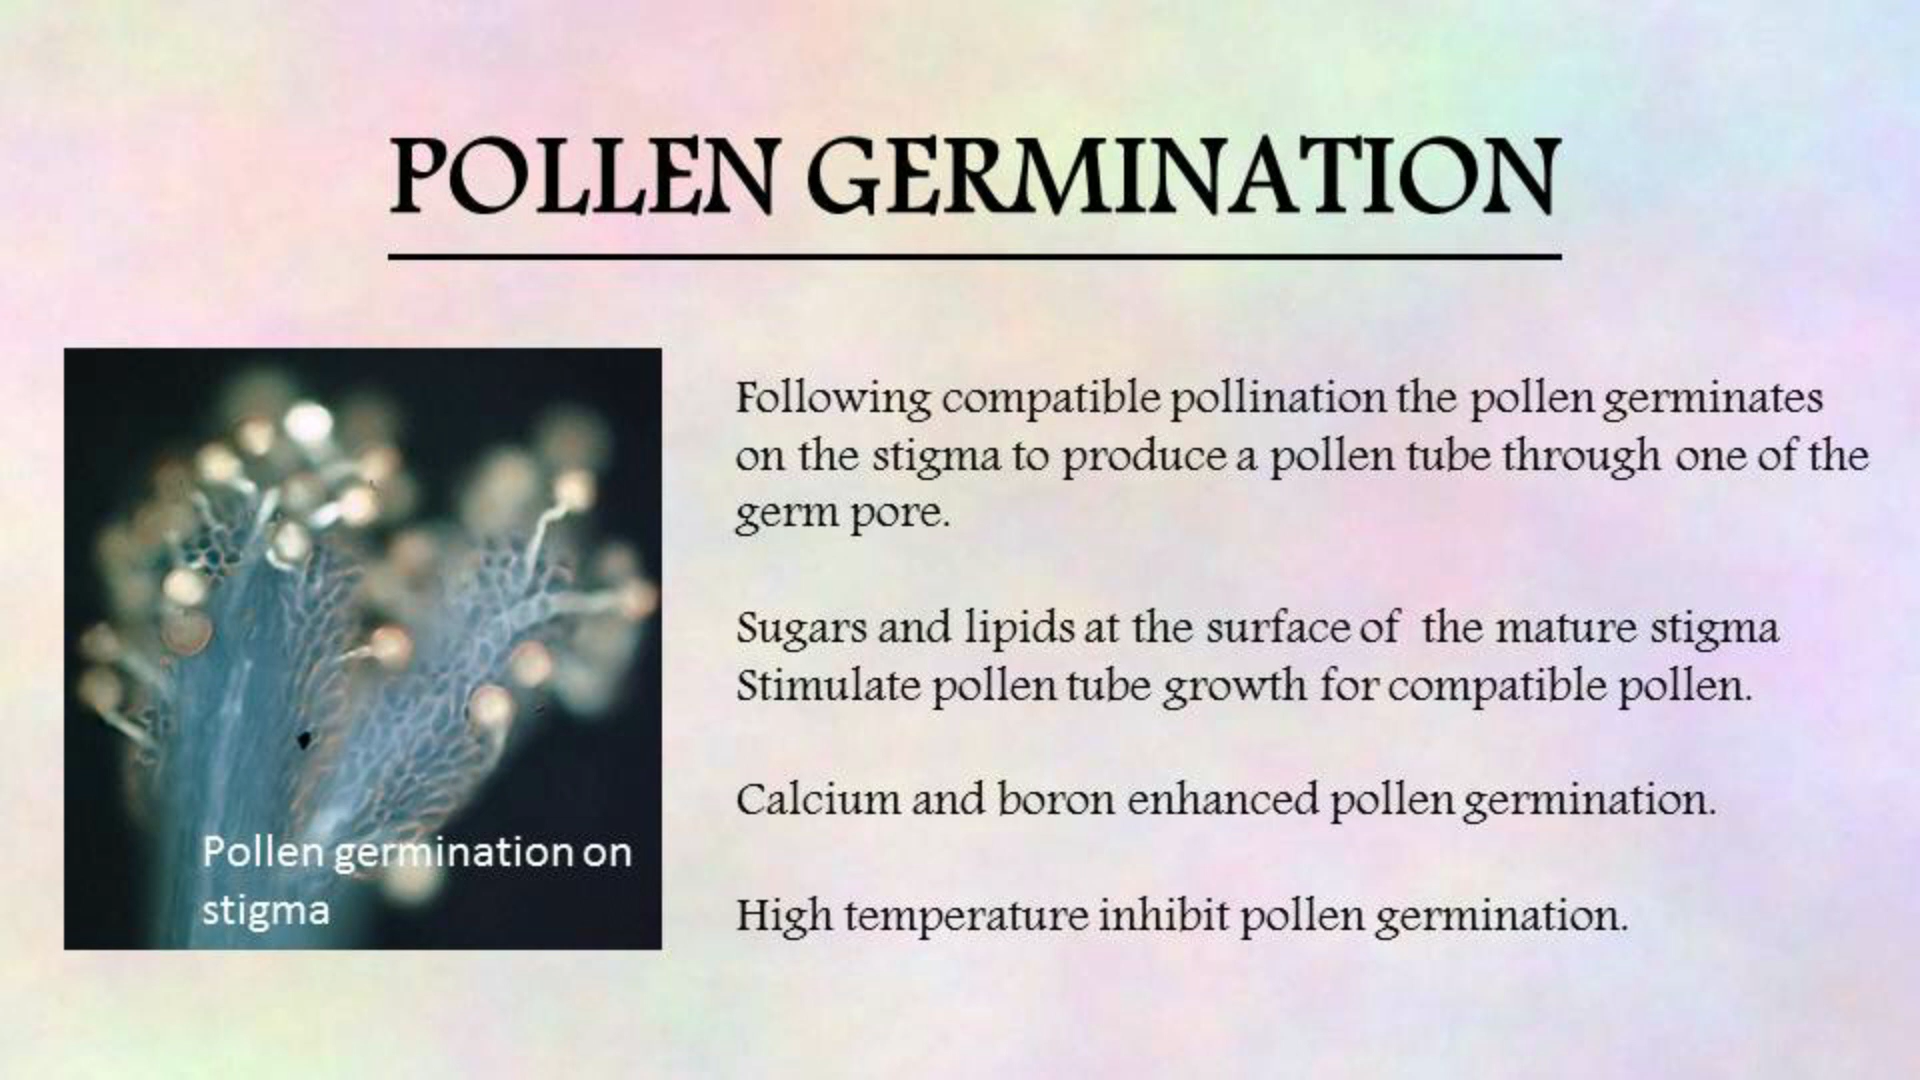 POLLEN GERMINATION
Following compatible pollination the pollen germinates
on the stigma to produce a pollen tube through one of the
germ pore.
Sugars and lipids at the surface of the mature stigma
Stimulate pollen tube growth for compatible pollen.
Calcium and boron enhanced pollen germination.
High temperature inhibit pollen germination.
Pollen germination on
stigma